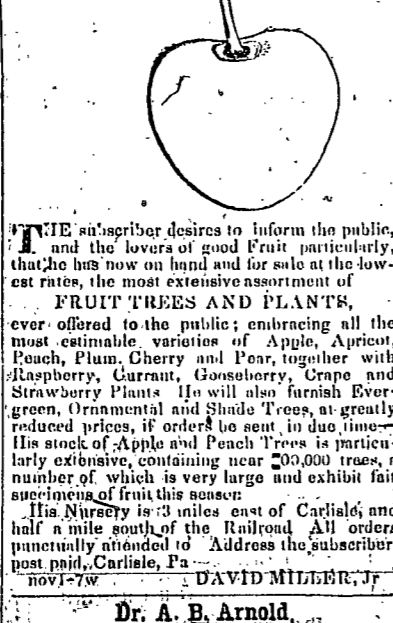 THE subscriber desires to inform the public,
and the lovers of good Fruit particularly,
that he has now on hand and for sale at the low-
est rates, the most extensive assortment of
FRUIT TREES AND PLANTS,
ever offered to the public; embracing all the
most estimable varieties of Apple, Apricot,
Peach, Plum, Cherry and Pear, together with
Raspberry, Currant, Gooseberry, Grape and
Strawberry Plants He will also furnish Ever-
green, Ornamental and Shade Trees, at greatly
reduced prices, if orders be sent in due time—
His stock of Apple and Peach Trees is particu-
larly extensive, containing near 00,000 trees, a
number of which is very large and exhibit fair
specimens of fruit this season
His Nursery is 3 miles east of Carlisle, and
half a mile south of the Railroad All orders
punctually attended to Address the subscriber
post paid, Carlisle, Pa
nov1-7w DAVID MILLER, Jr
Dr. A. B. Arnold,